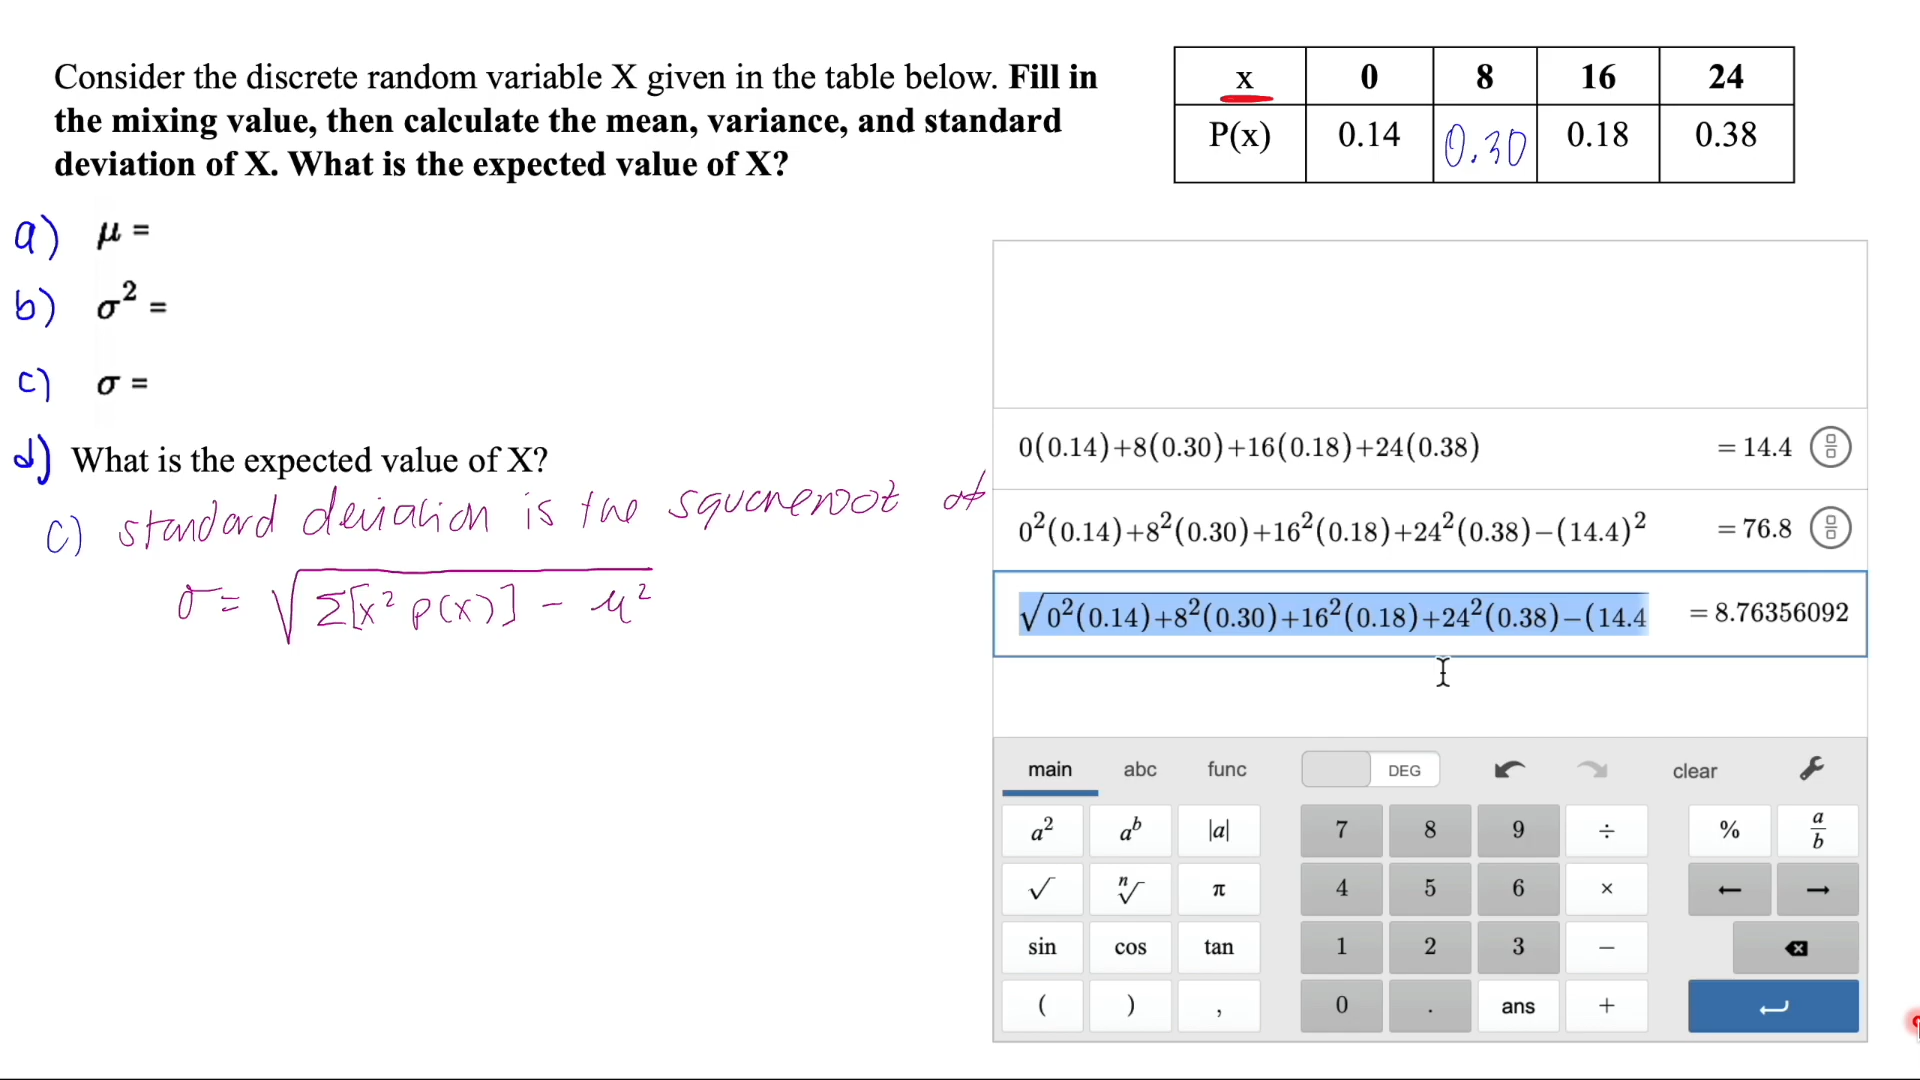 Consider the discrete random variable X given in the table below. Fill in
the mixing value, then calculate the mean, variance, and standard
deviation of X. What is the expected value of X?
x 0 8 16 24
P(x) 0.14 0.30 0.18 0.38
a) μ =
b) σ² =
c) σ =
d) What is the expected value of X?
c) standard deviation is the squareroot of
σ = √Σ[x² p(x)] - μ²
0(0.14)+8(0.30)+16(0.18)+24(0.38) = 14.4
0²(0.14)+8²(0.30)+16²(0.18)+24²(0.38)−(14.4)² = 76.8
√0²(0.14)+8²(0.30)+16²(0.18)+24²(0.38)−(14.4 = 8.76356092
main abc func DEG clear
a² aᵇ |a| 7 8 9 ÷ % a/b
√ ⁿ√ π 4 5 6 × ← →
sin cos tan 1 2 3 −
( ) , 0 . ans +